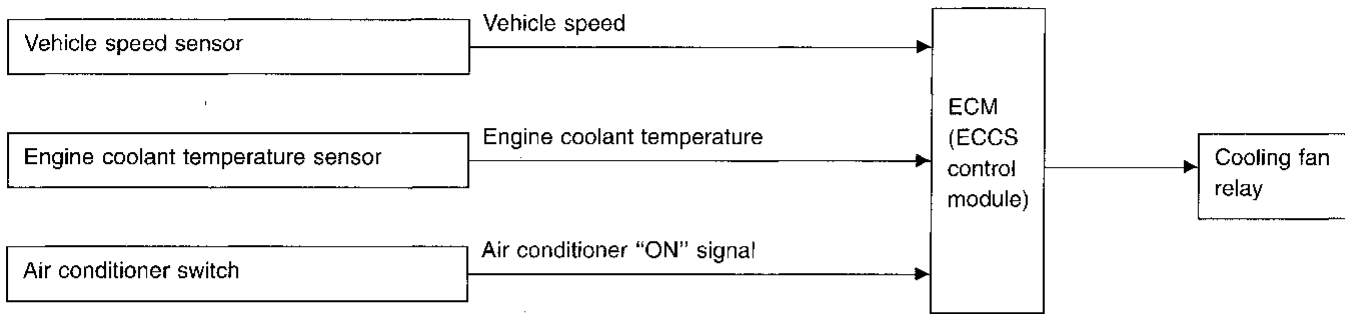 Vehicle speed sensor
Vehicle speed
Engine coolant temperature sensor
Engine coolant temperature
Air conditioner switch
Air conditioner “ON” signal
ECM
(ECCS
control
module)
Cooling fan
relay